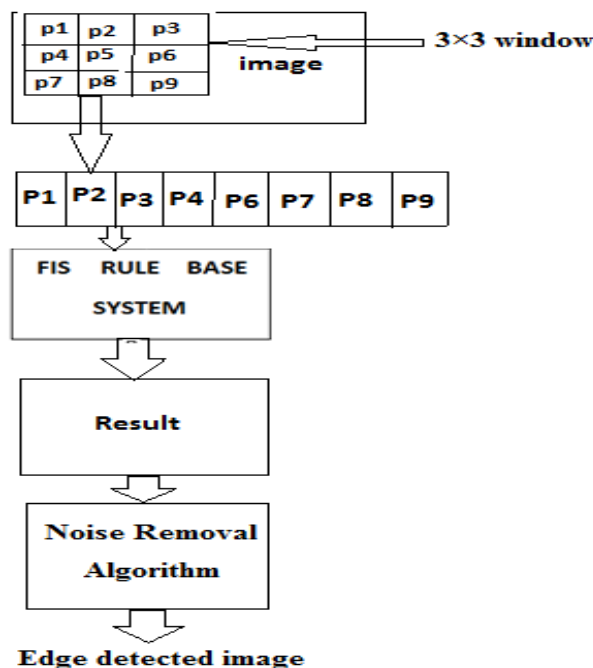 p1 p2 p3
3×3 window
p4 p5 p6
image
p7 p8 p9
P1 P2 P3 P4 P6 P7 P8 P9
FIS RULE BASE
SYSTEM
Result
Noise Removal
Algorithm
Edge detected image